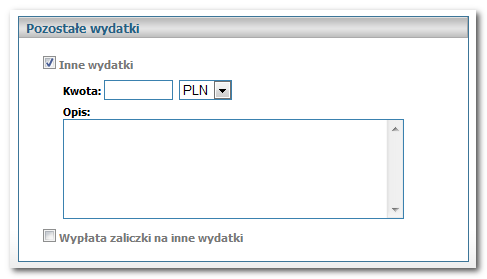 Pozostałe wydatki
Inne wydatki
Kwota: PLN
Opis:
Wypłata zaliczki na inne wydatki